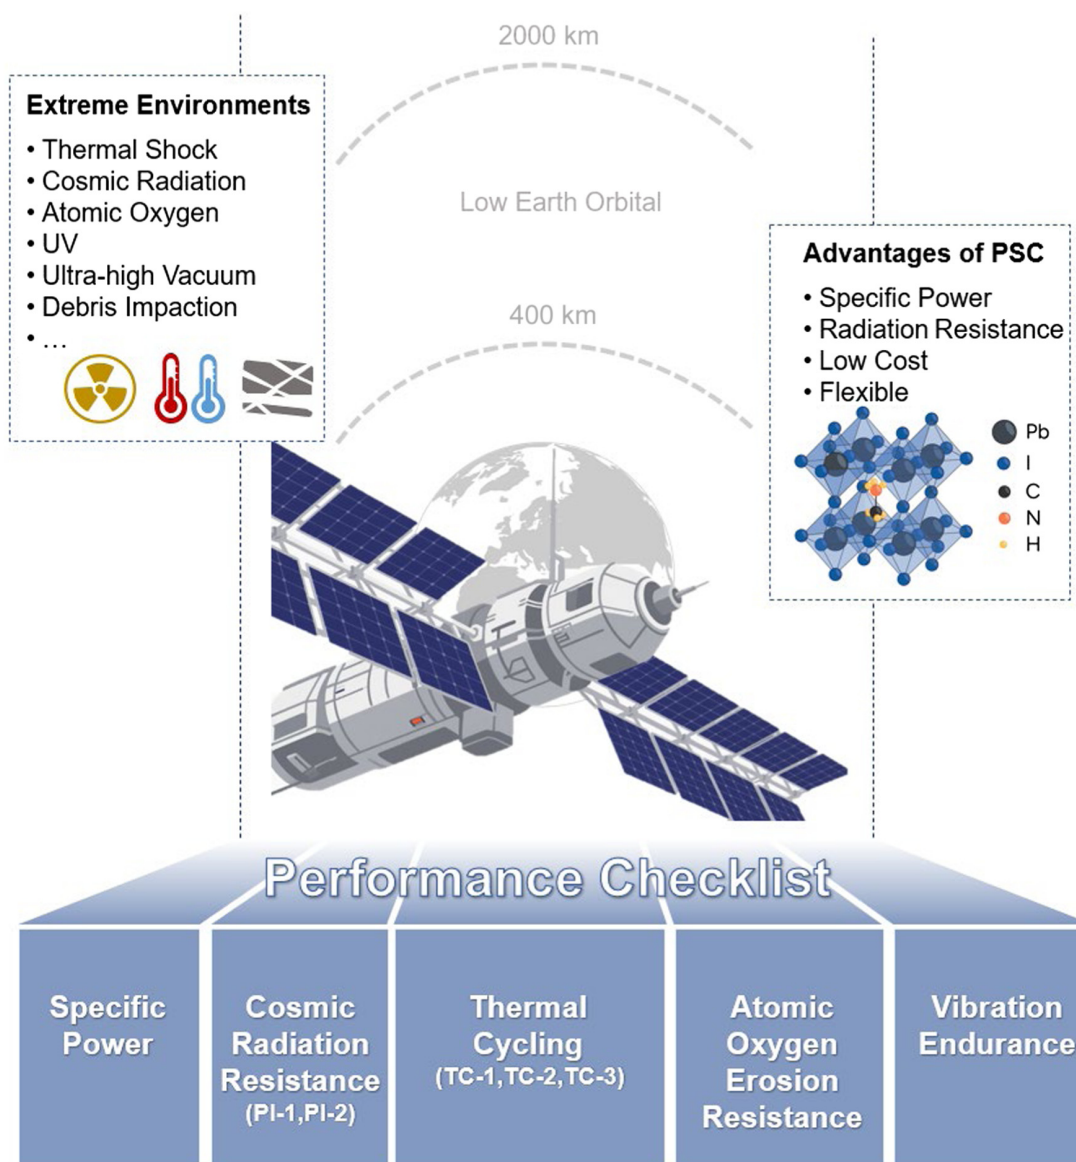 2000 km
Extreme Environments
• Thermal Shock
• Cosmic Radiation
• Atomic Oxygen
• UV
• Ultra-high Vacuum
• Debris Impaction
• ...
Low Earth Orbital
400 km
Advantages of PSC
• Specific Power
• Radiation Resistance
• Low Cost
• Flexible
Pb
I
C
N
H
Performance Checklist
Specific
Power
Cosmic
Radiation
Resistance
(PI-1,PI-2)
Thermal
Cycling
(TC-1,TC-2,TC-3)
Atomic
Oxygen
Erosion
Resistance
Vibration
Endurance